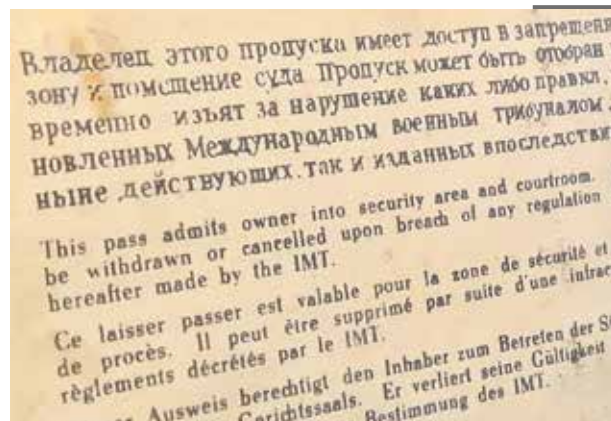 Владелец этого пропуска имеет доступ в запрещенн
зону и помещение суда Пропуск может быть отобран
временно изъят за нарушение каких либо правил,
новленных Международным военным трибуналом,
ныне действующих, так и изданных впоследстви
This pass admits owner into security area and courtroom.
be withdrawn or cancelled upon breach of any regulation
hereafter made by the IMT.
Ce laisser passer est valable pour la zone de sécurité et
de procès. Il peut être supprimé par suite d'une infrac
règlements décrétés par le IMT.
Ausweis berechtigt den Inhaber zum Betreten der S
Gerichtssaals. Er verliert seine Gültigkeit
Bestimmung des IMT.